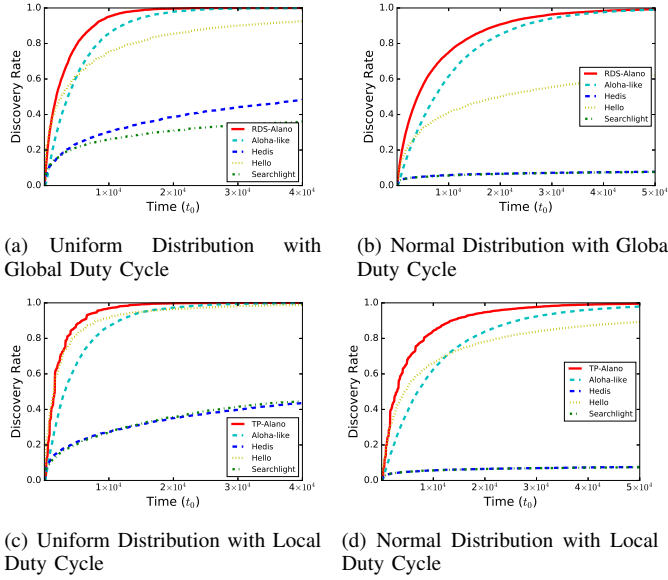 1.0
0.8
0.6
0.4
0.2
0.0
Discovery Rate
RDS-Alano
Aloha-like
Hedis
Hello
Searchlight
1×10⁴ 2×10⁴ 3×10⁴ 4×10⁴
Time (t₀)
(a) Uniform Distribution with
Global Duty Cycle
1.0
0.8
0.6
0.4
0.2
0.0
Discovery Rate
RDS-Alano
Aloha-like
Hedis
Hello
Searchlight
1×10⁴ 2×10⁴ 3×10⁴ 4×10⁴ 5×10⁴
Time (t₀)
(b) Normal Distribution with Globa
Duty Cycle
1.0
0.8
0.6
0.4
0.2
0.0
Discovery Rate
TP-Alano
Aloha-like
Hedis
Hello
Searchlight
1×10⁴ 2×10⁴ 3×10⁴ 4×10⁴
Time (t₀)
(c) Uniform Distribution with Local
Duty Cycle
1.0
0.8
0.6
0.4
0.2
0.0
Discovery Rate
TP-Alano
Aloha-like
Hedis
Hello
Searchlight
1×10⁴ 2×10⁴ 3×10⁴ 4×10⁴ 5×10⁴
Time (t₀)
(d) Normal Distribution with Local
Duty Cycle